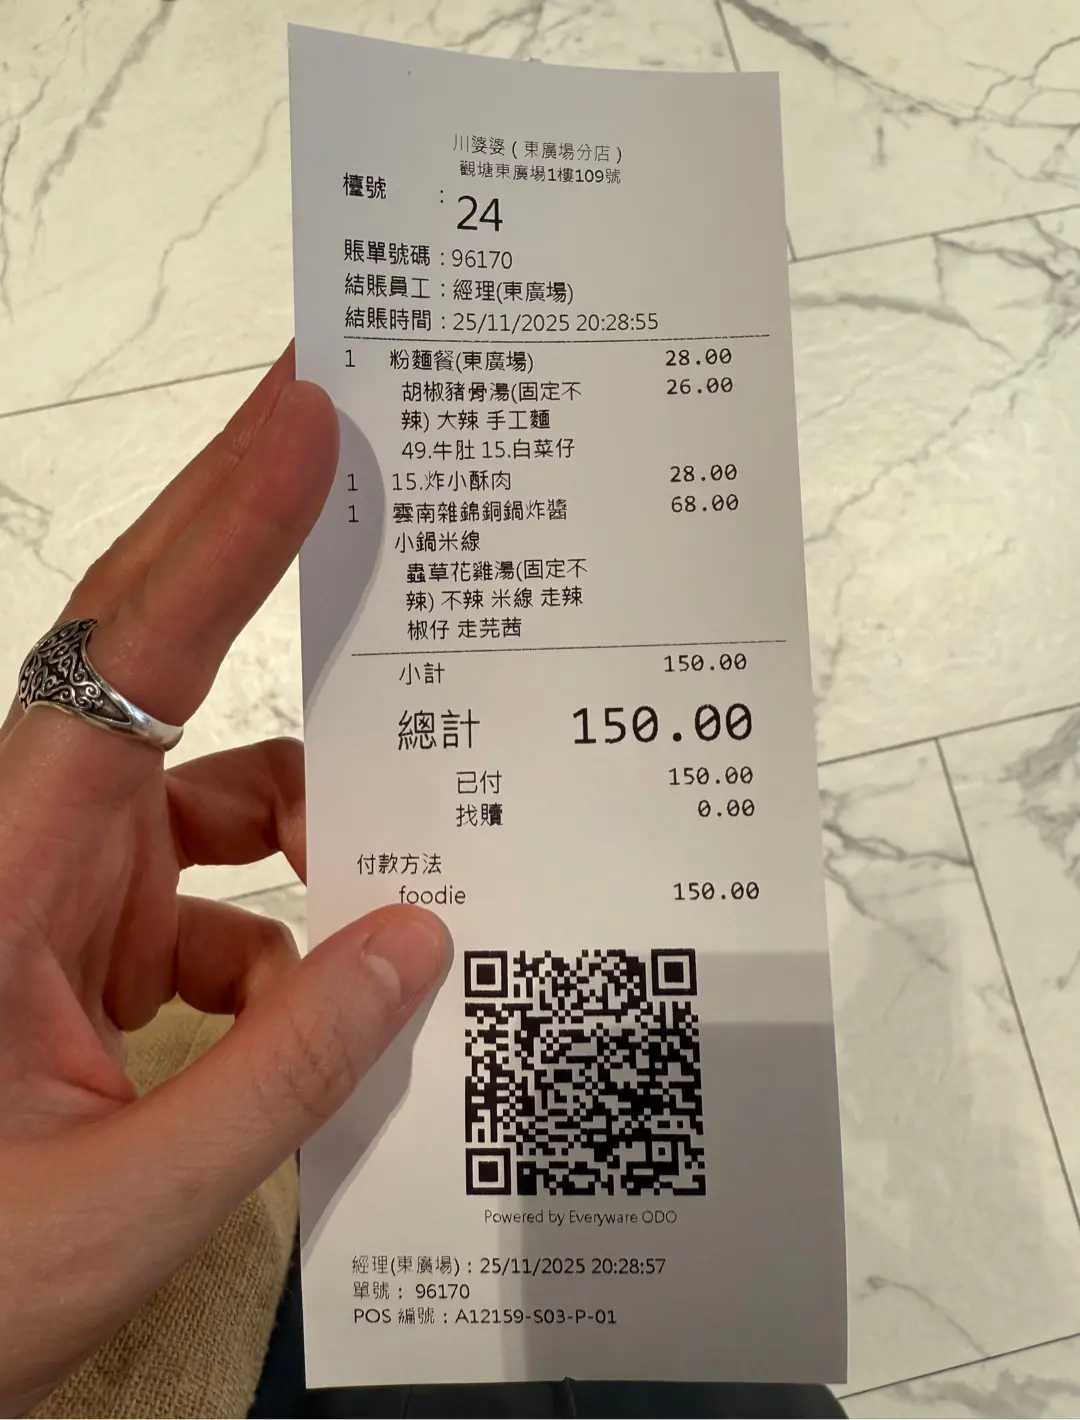 川婆婆（東廣場分店）
觀塘東廣場1樓109號
檯號 : 24
賬單號碼 : 96170
結賬員工 : 經理(東廣場)
結賬時間 : 25/11/2025 20:28:55
1 粉麵餐(東廣場) 28.00
胡椒豬骨湯(固定不 26.00
辣) 大辣 手工麵
49.牛肚 15.白菜仔
1 15.炸小酥肉 28.00
1 雲南雜錦銅鍋炸醬 68.00
小鍋米線
蟲草花雞湯(固定不
辣) 不辣 米線 走辣
椒仔 走芫茜
小計 150.00
總計 150.00
已付 150.00
找贖 0.00
付款方法
foodie 150.00
Powered by Everyware ODO
經理(東廣場) : 25/11/2025 20:28:57
單號 : 96170
POS 編號 : A12159-S03-P-01